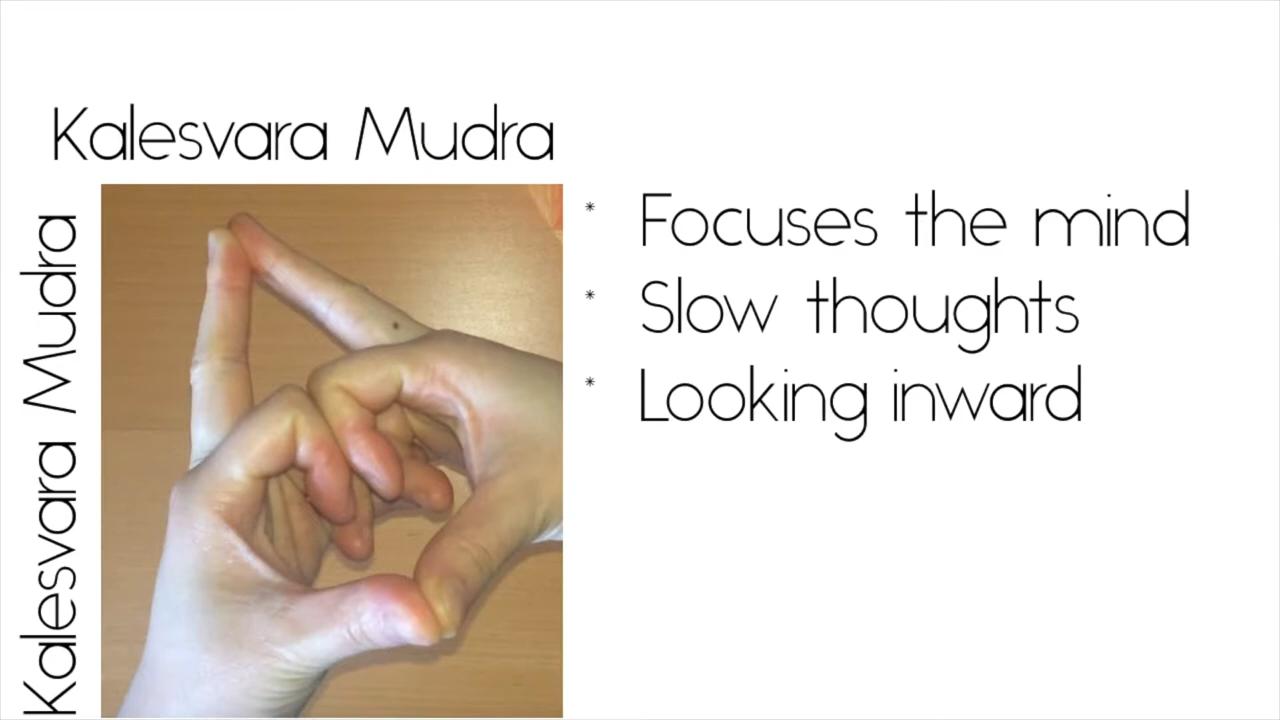 Kalesvara Mudra
Kalesvara Mudra
* Focuses the mind
* Slow thoughts
* Looking inward